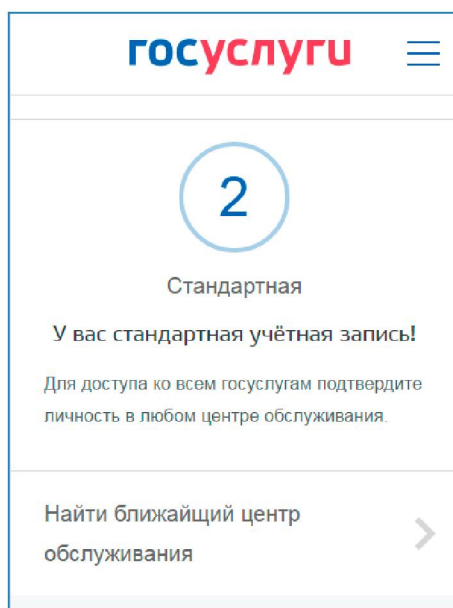 госуслуги
2
Стандартная
У вас стандартная учётная запись!
Для доступа ко всем госуслугам подтвердите
личность в любом центре обслуживания.
Найти ближайший центр
обслуживания